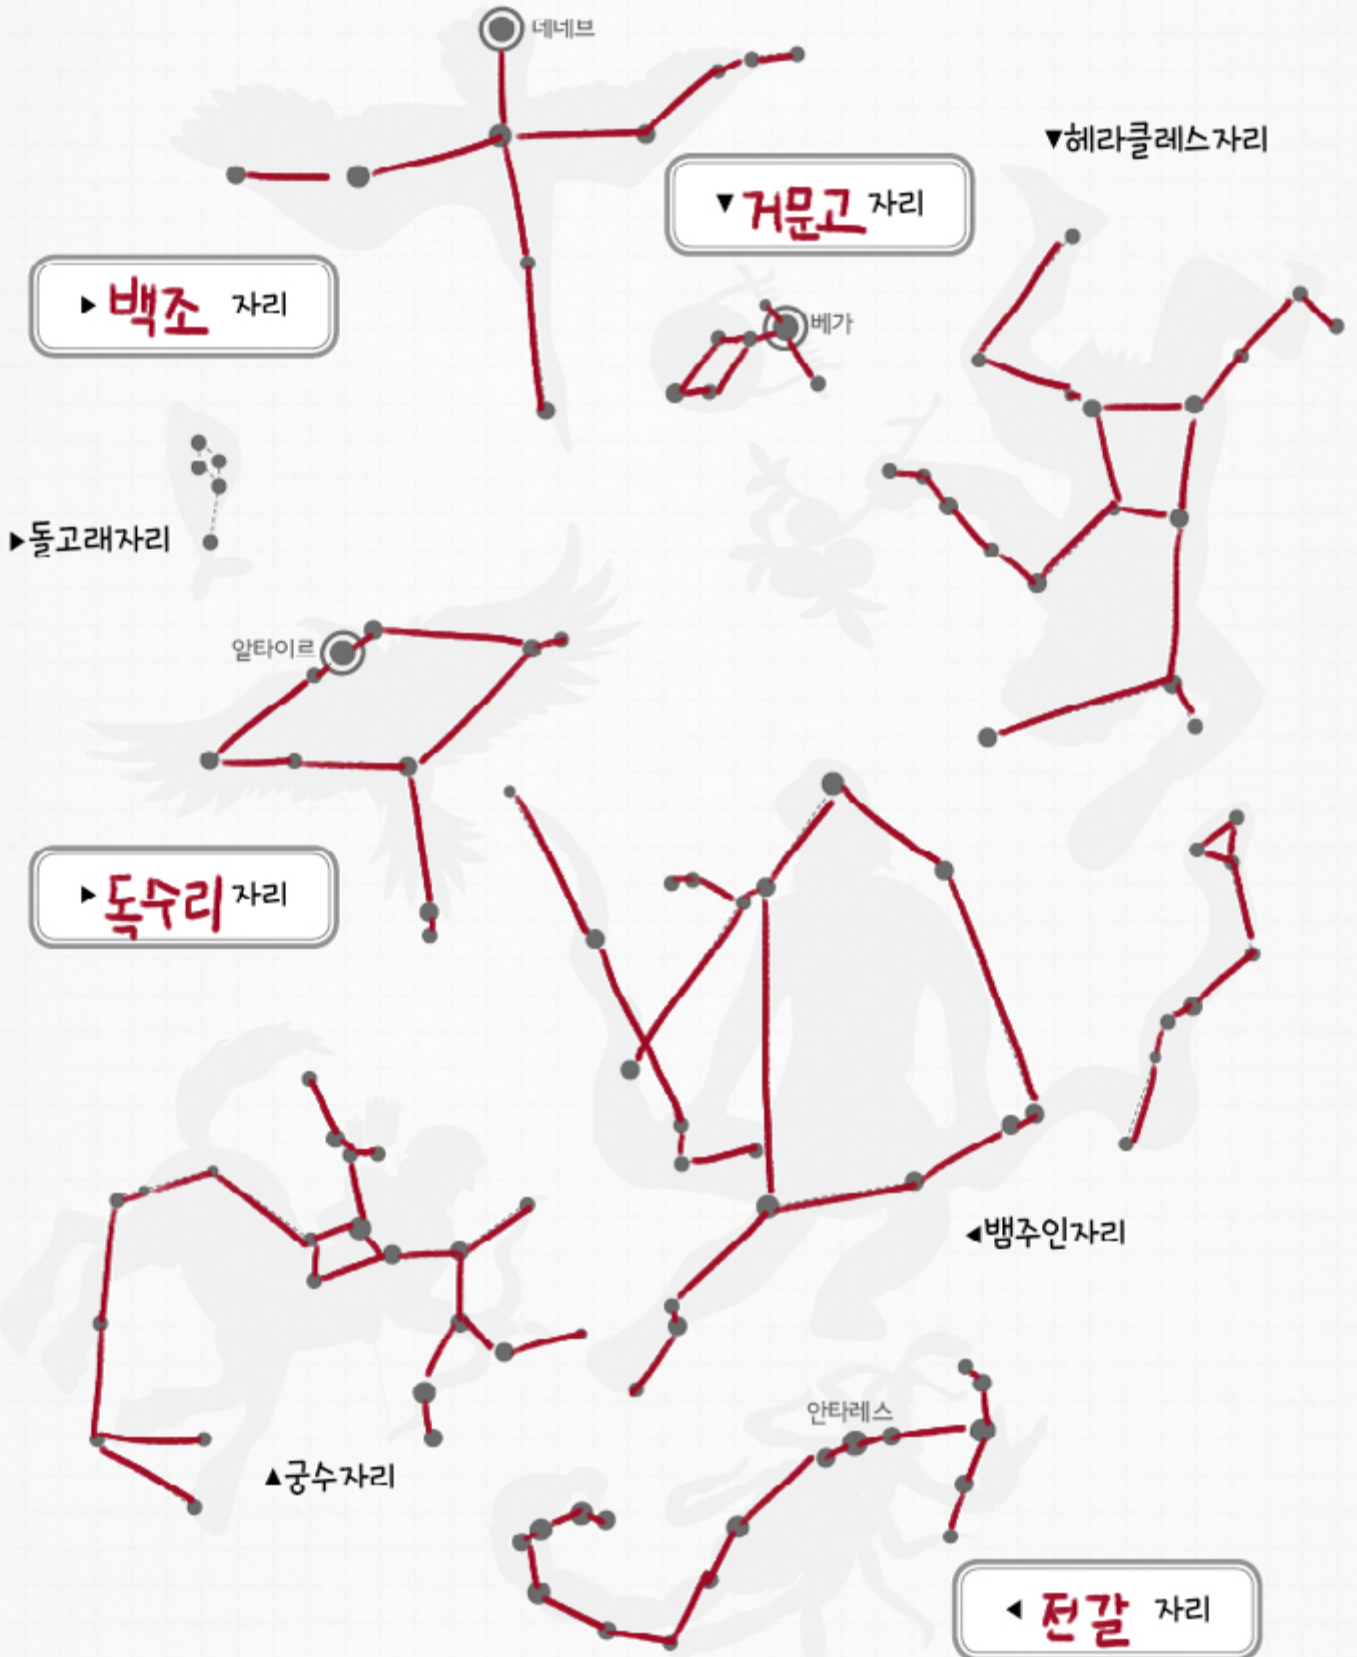 데네브
▼헤라클레스자리
▼거문고 자리
▶백조 자리
베가
▶돌고래자리
알타이르
▶독수리 자리
◀뱀주인자리
안타레스
▲궁수자리
◀전갈 자리